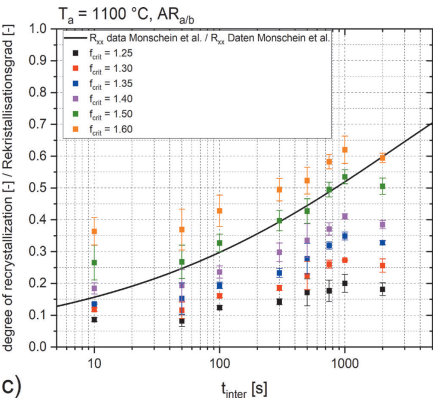 T_a = 1100 °C, AR_a/b
R_xx data Monschein et al. / R_xx Daten Monschein et al.
f_crit = 1.25
f_crit = 1.30
f_crit = 1.35
f_crit = 1.40
f_crit = 1.50
f_crit = 1.60
degree of recrystallization [-] / Rekristallisationsgrad [-]
1.0
0.9
0.8
0.7
0.6
0.5
0.4
0.3
0.2
0.1
0.0
10
100
1000
t_inter [s]
c)